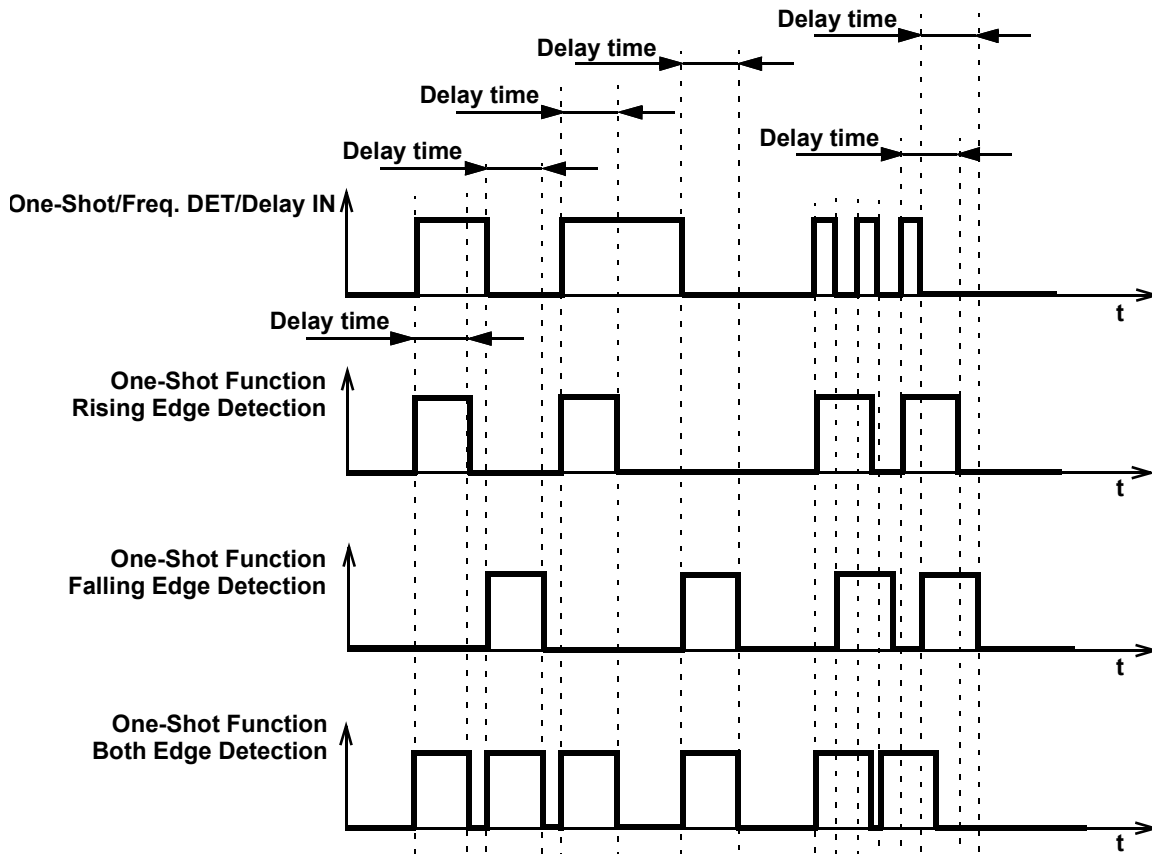 Delay time
Delay time
Delay time
Delay time
Delay time
Delay time
One-Shot/Freq. DET/Delay IN
t
Delay time
One-Shot Function
Rising Edge Detection
t
One-Shot Function
Falling Edge Detection
t
One-Shot Function
Both Edge Detection
t